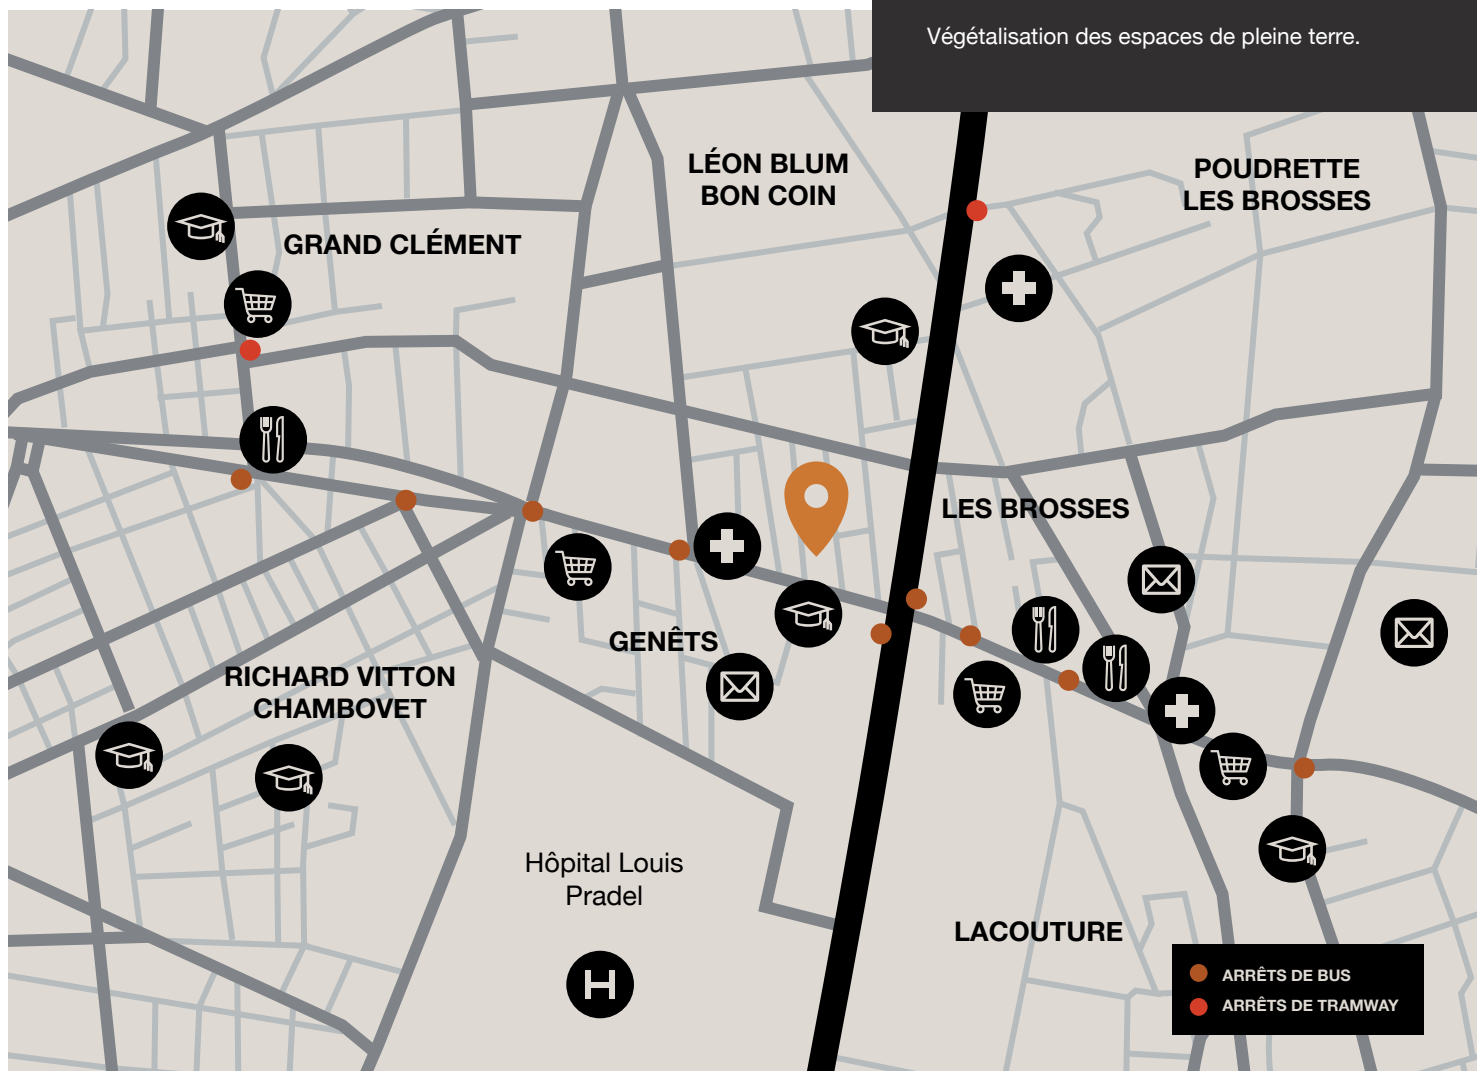 Végétalisation des espaces de pleine terre.
LÉON BLUM
BON COIN
POUDRETTE
LES BROSSES
GRAND CLÉMENT
LES BROSSES
GENÊTS
RICHARD VITTON
CHAMBOVET
Hôpital Louis
Pradel
H
LACOUTURE
ARRÊTS DE BUS
ARRÊTS DE TRAMWAY